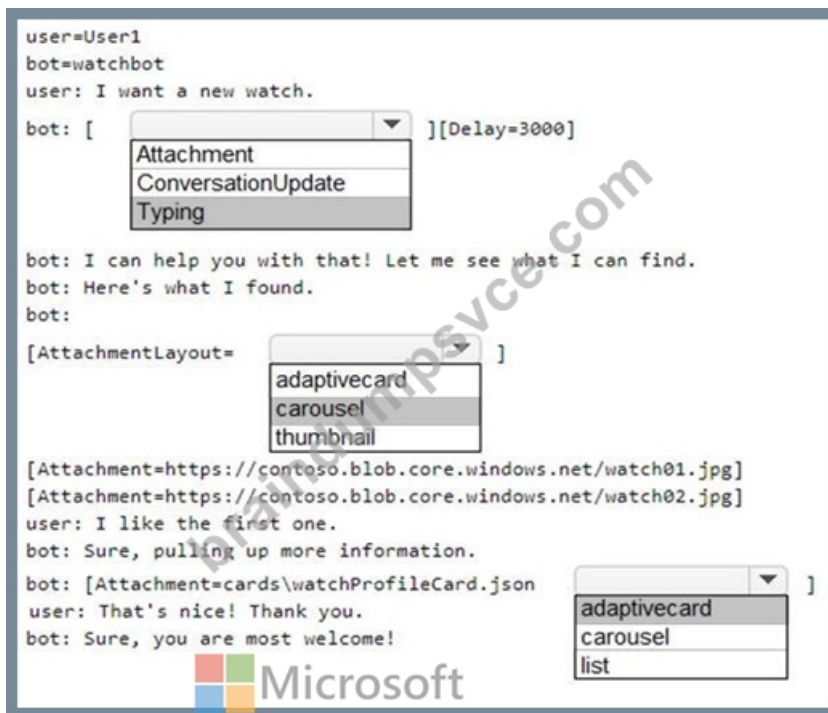 user=User1
bot=watchbot
user: I want a new watch.
bot: [ ][Delay=3000]
Attachment
ConversationUpdate
Typing
bot: I can help you with that! Let me see what I can find.
bot: Here's what I found.
bot:
[AttachmentLayout= ]
adaptivecard
carousel
thumbnail
[Attachment=https://contoso.blob.core.windows.net/watch01.jpg]
[Attachment=https://contoso.blob.core.windows.net/watch02.jpg]
user: I like the first one.
bot: Sure, pulling up more information.
bot: [Attachment=cards\watchProfileCard.json ]
adaptivecard
carousel
list
user: That's nice! Thank you.
bot: Sure, you are most welcome!
Microsoft
braindumpsvce.com